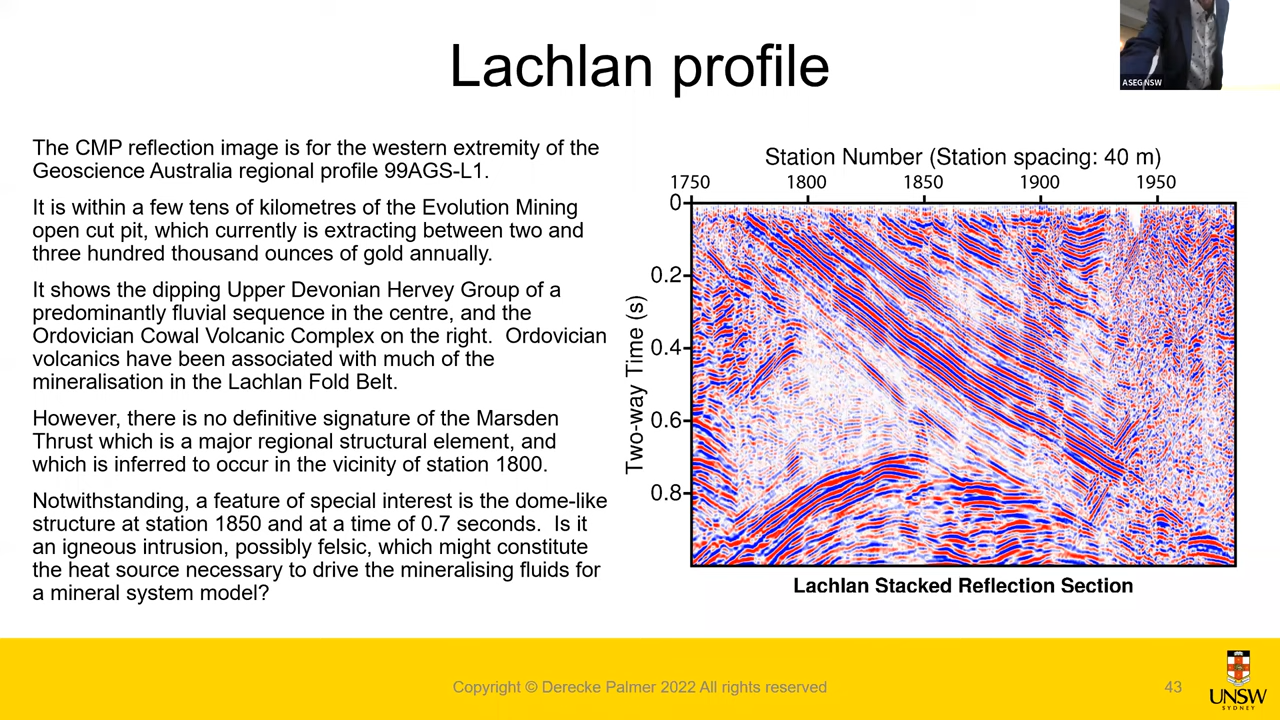 Lachlan profile
ASEGNSW
The CMP reflection image is for the western extremity of the
Geoscience Australia regional profile 99AGS-L1.
It is within a few tens of kilometres of the Evolution Mining
open cut pit, which currently is extracting between two and
three hundred thousand ounces of gold annually.
It shows the dipping Upper Devonian Hervey Group of a
predominantly fluvial sequence in the centre, and the
Ordovician Cowal Volcanic Complex on the right.  Ordovician
volcanics have been associated with much of the
mineralisation in the Lachlan Fold Belt.
However, there is no definitive signature of the Marsden
Thrust which is a major regional structural element, and
which is inferred to occur in the vicinity of station 1800.
Notwithstanding, a feature of special interest is the dome-like
structure at station 1850 and at a time of 0.7 seconds.  Is it
an igneous intrusion, possibly felsic, which might constitute
the heat source necessary to drive the mineralising fluids for
a mineral system model?
Station Number (Station spacing: 40 m)
1750 1800 1850 1900 1950
0
0.2
0.4
0.6
0.8
Two-way Time (s)
Lachlan Stacked Reflection Section
Copyright © Derecke Palmer 2022 All rights reserved
43
UNSW
SYDNEY